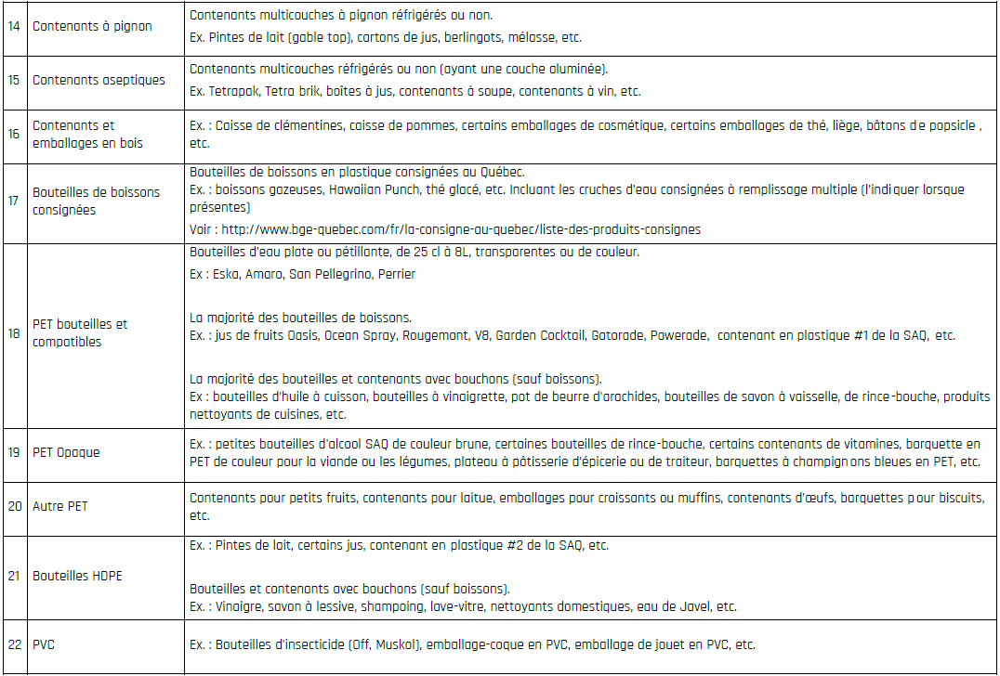 14 Contenants à pignon
Contenants multicouches à pignon réfrigérés ou non.
Ex. Pintes de lait (gable top), cartons de jus, berlingots, mélasse, etc.
15 Contenants aseptiques
Contenants multicouches réfrigérés ou non (ayant une couche aluminée).
Ex. Tetrapak, Tetra brik, boîtes à jus, contenants à soupe, contenants à vin, etc.
16 Contenants et
emballages en bois
Ex. : Caisse de clémentines, caisse de pommes, certains emballages de cosmétique, certains emballages de thé, liège, bâtons de popsicle ,
etc.
17 Bouteilles de boissons
consignées
Bouteilles de boissons en plastique consignées au Québec.
Ex. : boissons gazeuses, Hawaiian Punch, thé glacé, etc. Incluant les cruches d'eau consignées à remplissage multiple (l'indiquer lorsque
présentes)
Voir : http://www.bge-quebec.com/fr/la-consigne-au-quebec/liste-des-produits-consignes
18 PET bouteilles et
compatibles
Bouteilles d'eau plate ou pétillante, de 25 cl à 8L, transparentes ou de couleur.
Ex : Eska, Amaro, San Pellegrino, Perrier
La majorité des bouteilles de boissons.
Ex. : jus de fruits Oasis, Ocean Spray, Rougemont, V8, Garden Cocktail, Gatorade, Powerade, contenant en plastique #1 de la SAQ, etc.
La majorité des bouteilles et contenants avec bouchons (sauf boissons).
Ex : bouteilles d'huile à cuisson, bouteilles à vinaigrette, pot de beurre d'arachides, bouteilles de savon à vaisselle, de rince-bouche, produits
nettoyants de cuisines, etc.
19 PET Opaque
Ex. : petites bouteilles d'alcool SAQ de couleur brune, certaines bouteilles de rince-bouche, certains contenants de vitamines, barquette en
PET de couleur pour la viande ou les légumes, plateau à pâtisserie d'épicerie ou de traiteur, barquettes à champignons bleues en PET, etc.
20 Autre PET
Contenants pour petits fruits, contenants pour laitue, emballages pour croissants ou muffins, contenants d'œufs, barquettes pour biscuits,
etc.
21 Bouteilles HDPE
Ex. : Pintes de lait, certains jus, contenant en plastique #2 de la SAQ, etc.
Bouteilles et contenants avec bouchons (sauf boissons).
Ex. : Vinaigre, savon à lessive, shampoing, lave-vitre, nettoyants domestiques, eau de Javel, etc.
22 PVC
Ex. : Bouteilles d'insecticide (Off, Muskol), emballage-coque en PVC, emballage de jouet en PVC, etc.